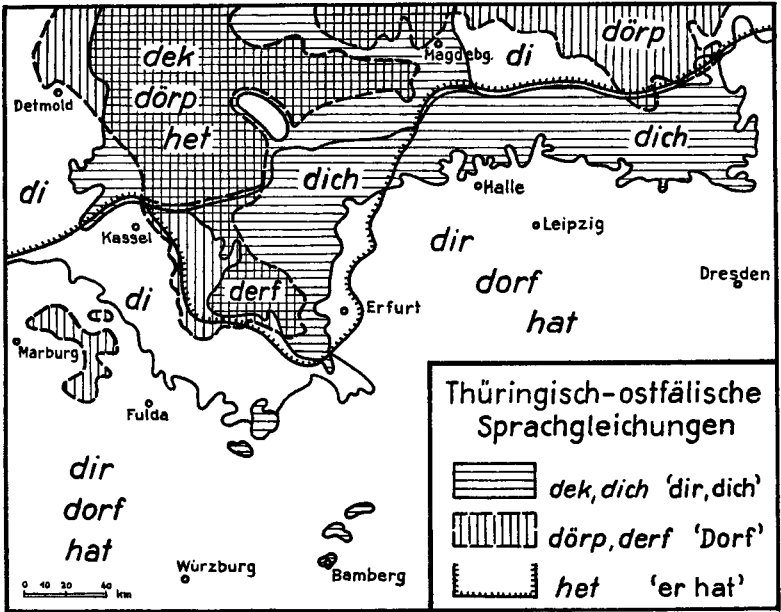 dek
dörp
het
Magdebg.
di
dörp
Detmold
dich
dich
di
Halle
Kassel
Leipzig
dir
dorf
hat
di
derf
Erfurt
Dresden
Marburg
Fulda
dir
dorf
hat
Würzburg
Bamberg
0 10 20 40
km
Thüringisch-ostfälische
Sprachgleichungen
dek, dich 'dir, dich'
dörp, derf 'Dorf'
het 'er hat'